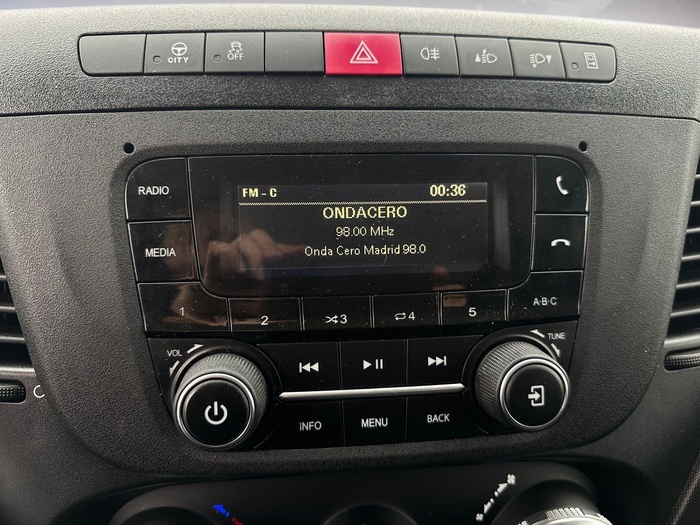 CITY
OFF
RADIO
FM - C 00:36
ONDACERO
98.00 MHz
Onda Cero Madrid 98.0
MEDIA
1 2 3 4 5 A·B·C
VOL
TUNE
INFO MENU BACK